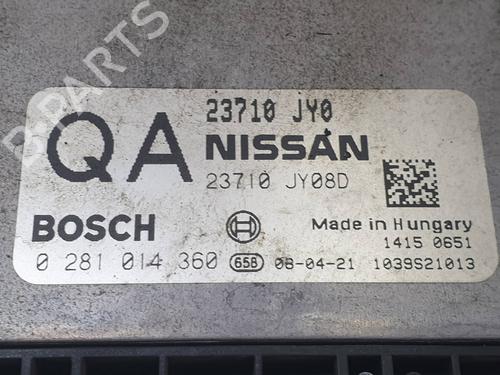 B-PARTS
23710 JY0
QA NISSAN
23710 JY08D
BOSCH
Made in Hungary
1415 0651
0 281 014 360 658 08-04-21 1039S21013